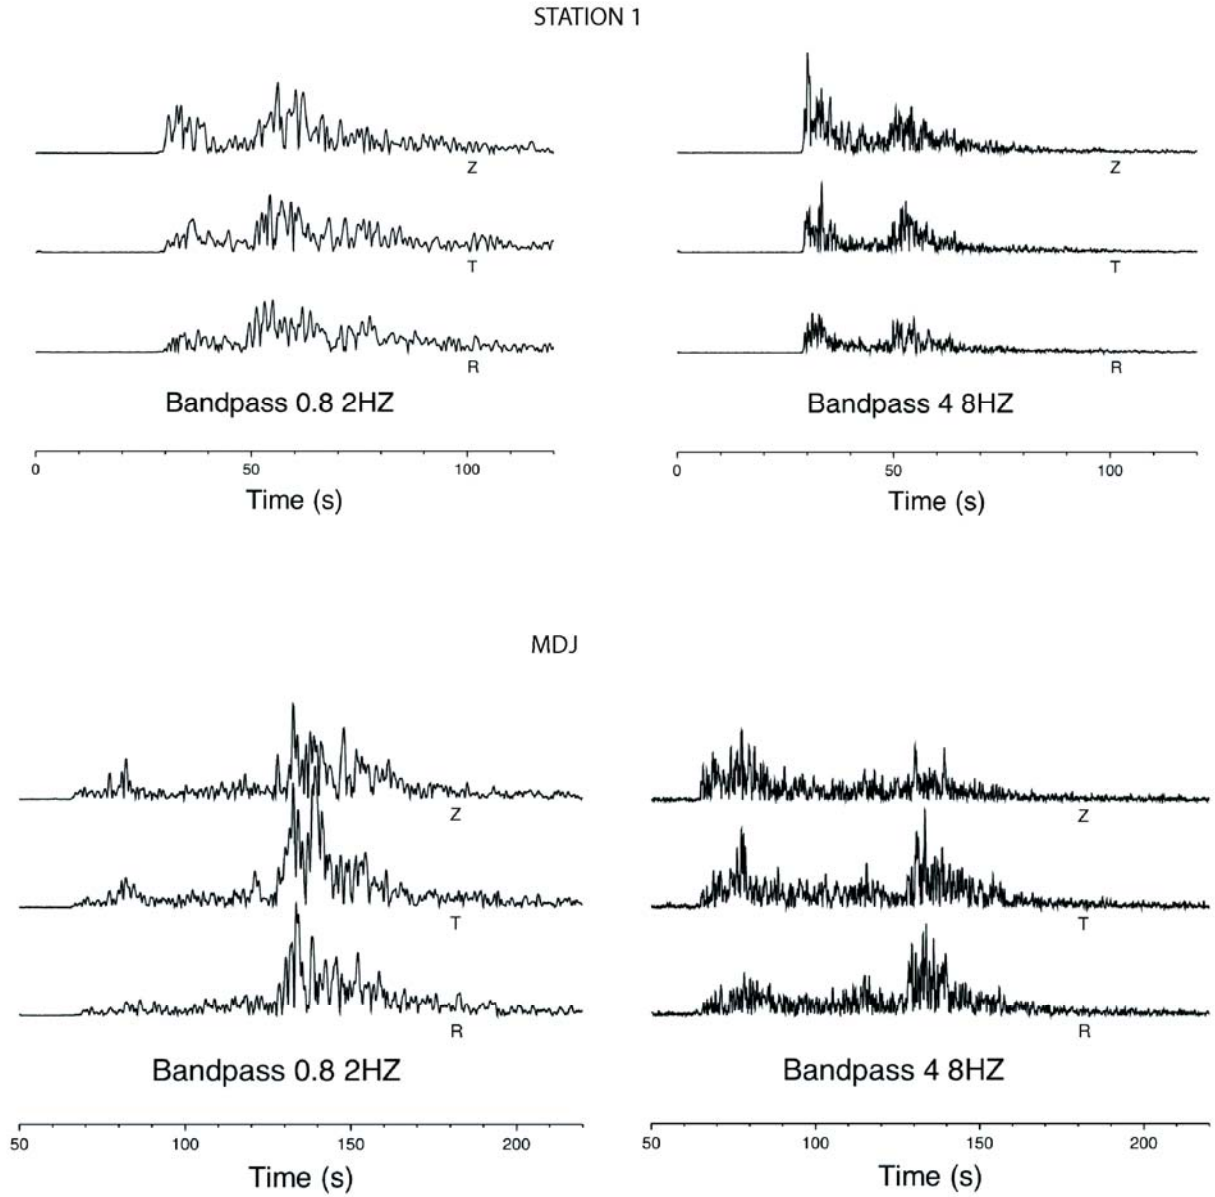 STATION 1
Z
Z
T
T
R
R
Bandpass 0.8 2HZ
Bandpass 4 8HZ
0 50 100
0 50 100
Time (s)
Time (s)
MDJ
Z
Z
T
T
R
R
Bandpass 0.8 2HZ
Bandpass 4 8HZ
50 100 150 200
50 100 150 200
Time (s)
Time (s)